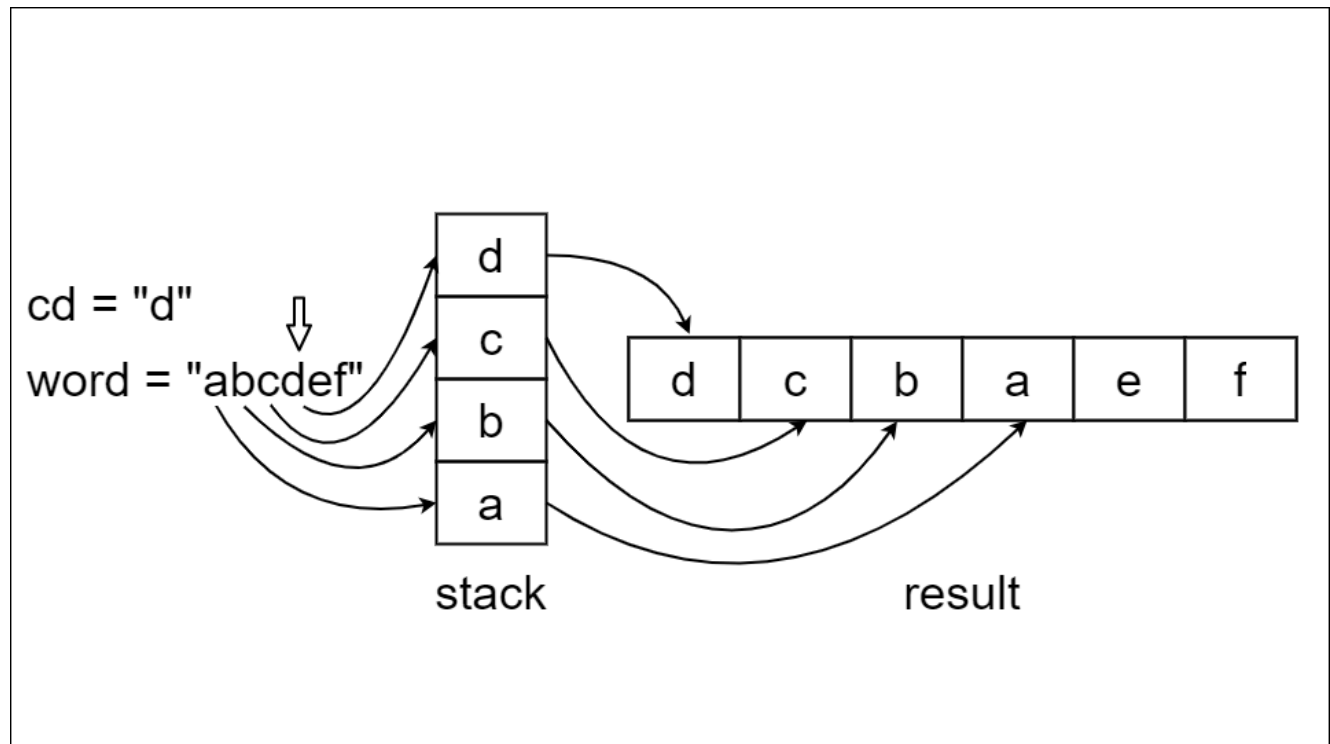 cd = "d"
word = "abcdef"
d
c
b
a
stack
d c b a e f
result